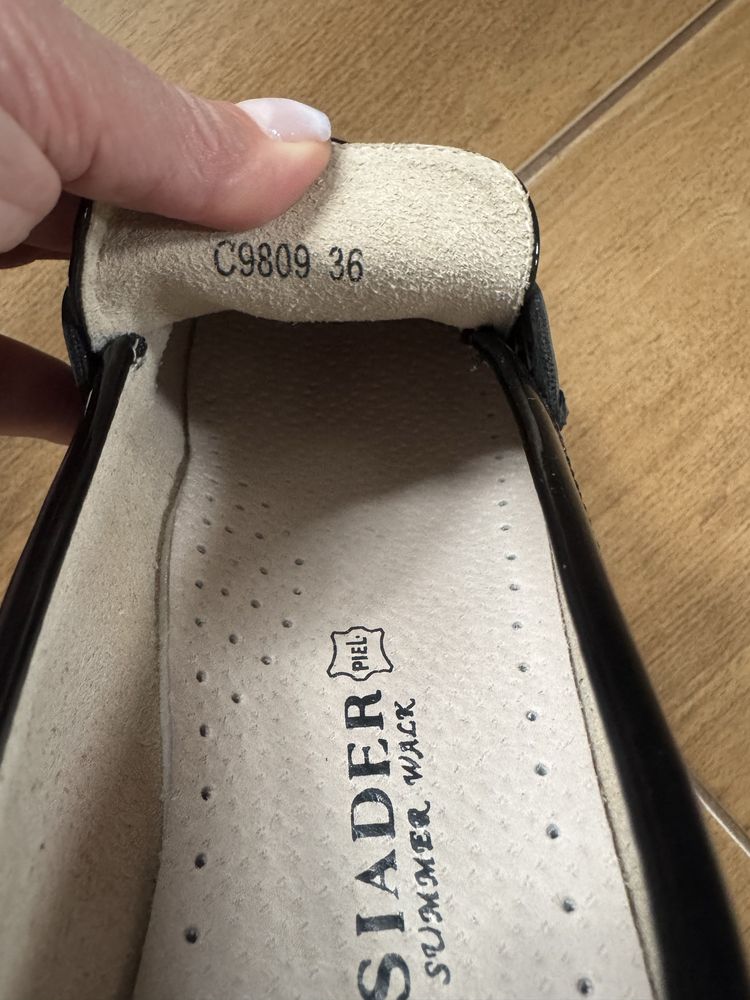 C9809 36
PIEL
SIADER
SUMMER WALK